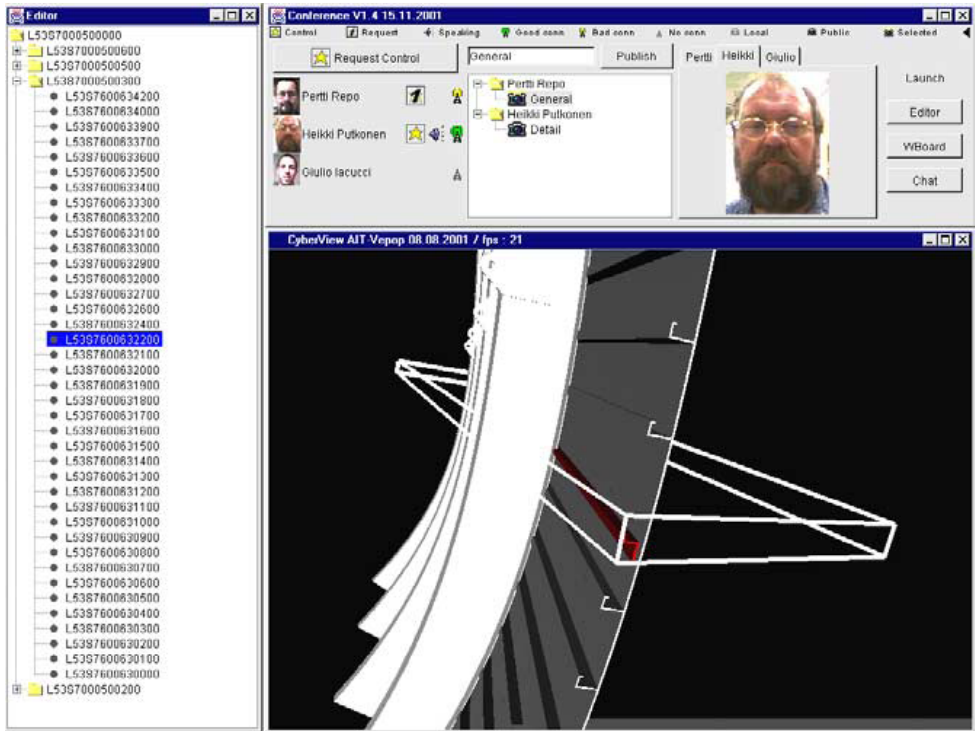 Editor
L53S7000500000
L5387000500600
L53S7000500500
L5387000500300
L53S7600634200
L53S7600634000
L53S7600633900
L53S7600633700
L53S7600633600
L53S7600633500
L53S7600633400
L53S7600633300
L53S7600633200
L53S7600633100
L53S7600633000
L53S7600632900
L53S7600632800
L53S7600632700
L53S7600632600
L53S7600632400
L53S7600632200
L53S7600632100
L53S7600632000
L53S7600631900
L53S7600631800
L53S7600631700
L53S7600631600
L53S7600631500
L53S7600631400
L53S7600631300
L53S7600631200
L53S7600631100
L53S7600631000
L53S7600630900
L53S7600630800
L53S7600630700
L53S7600630600
L53S7600630500
L53S7600630400
L53S7600630300
L53S7600630200
L53S7600630100
L53S7600630000
L53S7000500200
Conference V1.4 15.11.2001
Control Request Speaking Good conn Bad conn No conn Local Public Selected
Request Control
General
Publish
Pertti Heikki Giulio
Pertti Repo
Heikki Putkonen
Giulio Iacucci
Pertti Repo
General
Heikki Putkonen
Detail
Launch
Editor
WBoard
Chat
CyberView AIT-Vepop 08.08.2001 / fps : 21